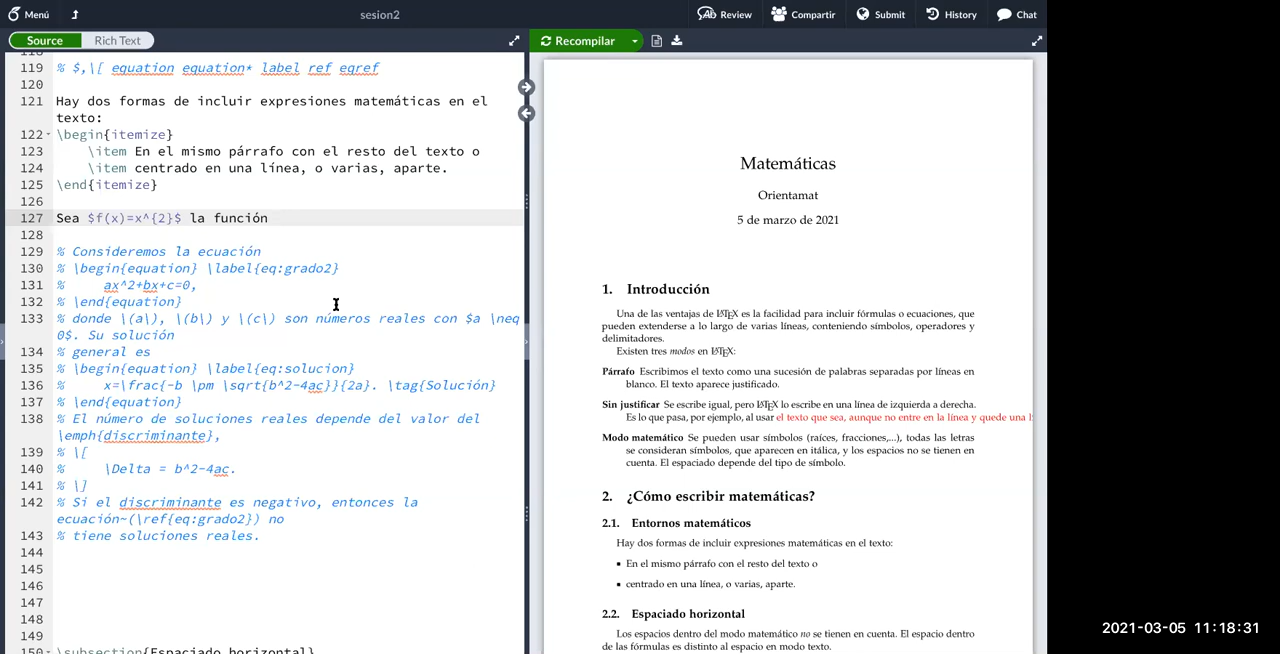 Menú
sesion2
Review
Compartir
Submit
History
Chat
Source
Rich Text
Recompilar
118
119 % $,\[ equation equation* label ref eqref
120
121 Hay dos formas de incluir expresiones matemáticas en el
texto:
122 \begin{itemize}
123 \item En el mismo párrafo con el resto del texto o
124 \item centrado en una línea, o varias, aparte.
125 \end{itemize}
126
127 Sea $f(x)=x^{2}$ la función
128
129 % Consideremos la ecuación
130 % \begin{equation} \label{eq:grado2}
131 % ax^2+bx+c=0,
132 % \end{equation}
133 % donde \(a\), \(b\) y \(c\) son números reales con $a \neq
0$. Su solución
134 % general es
135 % \begin{equation} \label{eq:solucion}
136 % x=\frac{-b \pm \sqrt{b^2-4ac}}{2a}. \tag{Solución}
137 % \end{equation}
138 % El número de soluciones reales depende del valor del
\emph{discriminante},
139 % \[
140 % \Delta = b^2-4ac.
141 % \]
142 % Si el discriminante es negativo, entonces la
ecuación~(\ref{eq:grado2}) no
143 % tiene soluciones reales.
144
145
146
147
148
149
150 \subsection{Espaciado horizontal}
Matemáticas
Orientamat
5 de marzo de 2021
1. Introducción
Una de las ventajas de LATEX es la facilidad para incluir fórmulas o ecuaciones, que
pueden extenderse a lo largo de varias líneas, conteniendo símbolos, operadores y
delimitadores.
Existen tres modos en LATEX:
Párrafo Escribimos el texto como una sucesión de palabras separadas por líneas en
blanco. El texto aparece justificado.
Sin justificar Se escribe igual, pero LATEX lo escribe en una línea de izquierda a derecha.
Es lo que pasa, por ejemplo, al usar el texto que sea, aunque no entre en la línea y quede una lí
Modo matemático Se pueden usar símbolos (raíces, fracciones,...), todas las letras
se consideran símbolos, que aparecen en itálica, y los espacios no se tienen en
cuenta. El espaciado depende del tipo de símbolo.
2. ¿Cómo escribir matemáticas?
2.1. Entornos matemáticos
Hay dos formas de incluir expresiones matemáticas en el texto:
▪ En el mismo párrafo con el resto del texto o
▪ centrado en una línea, o varias, aparte.
2.2. Espaciado horizontal
Los espacios dentro del modo matemático no se tienen en cuenta. El espacio dentro
de las fórmulas es distinto al espacio en modo texto.
2021-03-05 11:18:31